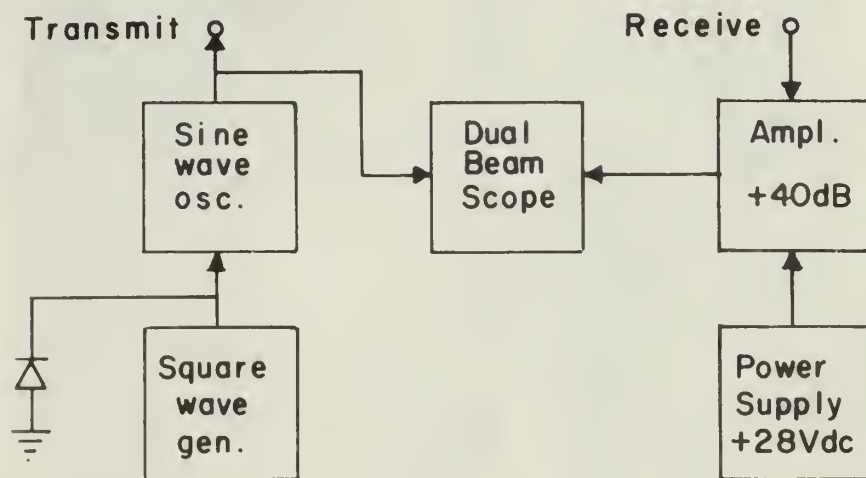 Transmit
Receive
Sine
wave
osc.
Dual
Beam
Scope
Ampl.
+40dB
Square
wave
gen.
Power
Supply
+28Vdc